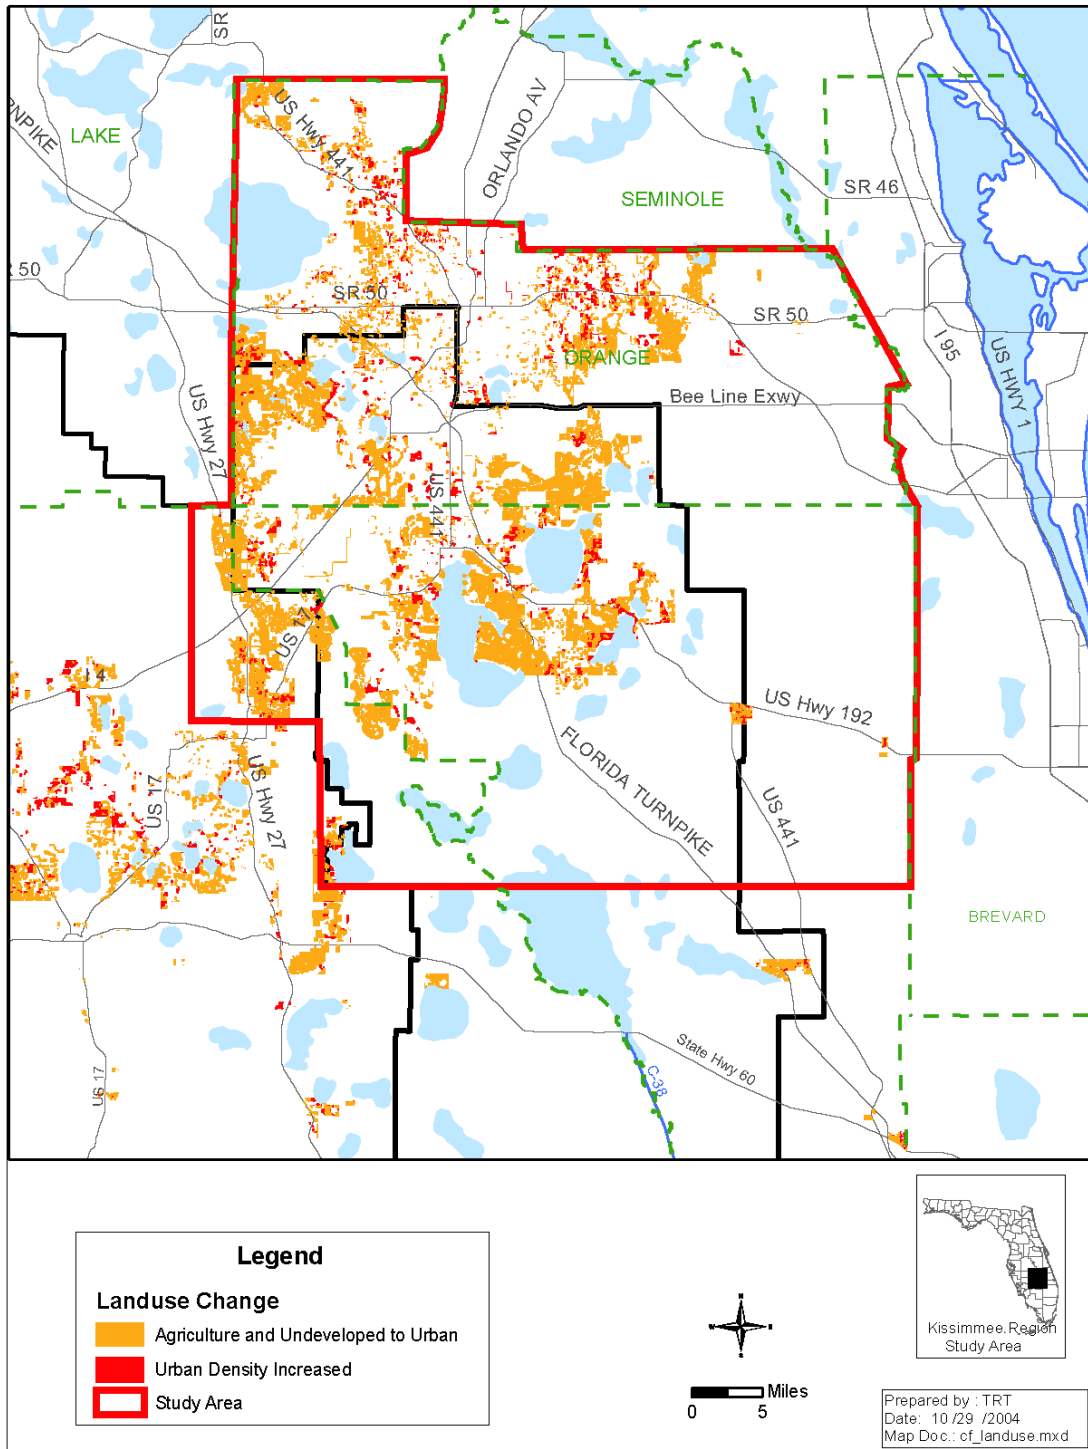 SR
US Hwy 441
ORLANDO AV
RNPIKE
LAKE
SEMINOLE
SR 46
R 50
SR 50
SR 50
I 95
US HWY 1
ORANGE
Bee Line Exwy
US Hwy 27
US 441
US 17
I 4
US Hwy 192
FLORIDA TURNPIKE
US 17
US Hwy 27
US 441
BREVARD
State Hwy 60
C-38
US 17
Legend
Landuse Change
Agriculture and Undeveloped to Urban
Urban Density Increased
Study Area
N
W E
S
Miles
0 5
Kissimmee Region
Study Area
Prepared by : TRT
Date: 10 /29 /2004
Map Doc.: cf_landuse.mxd